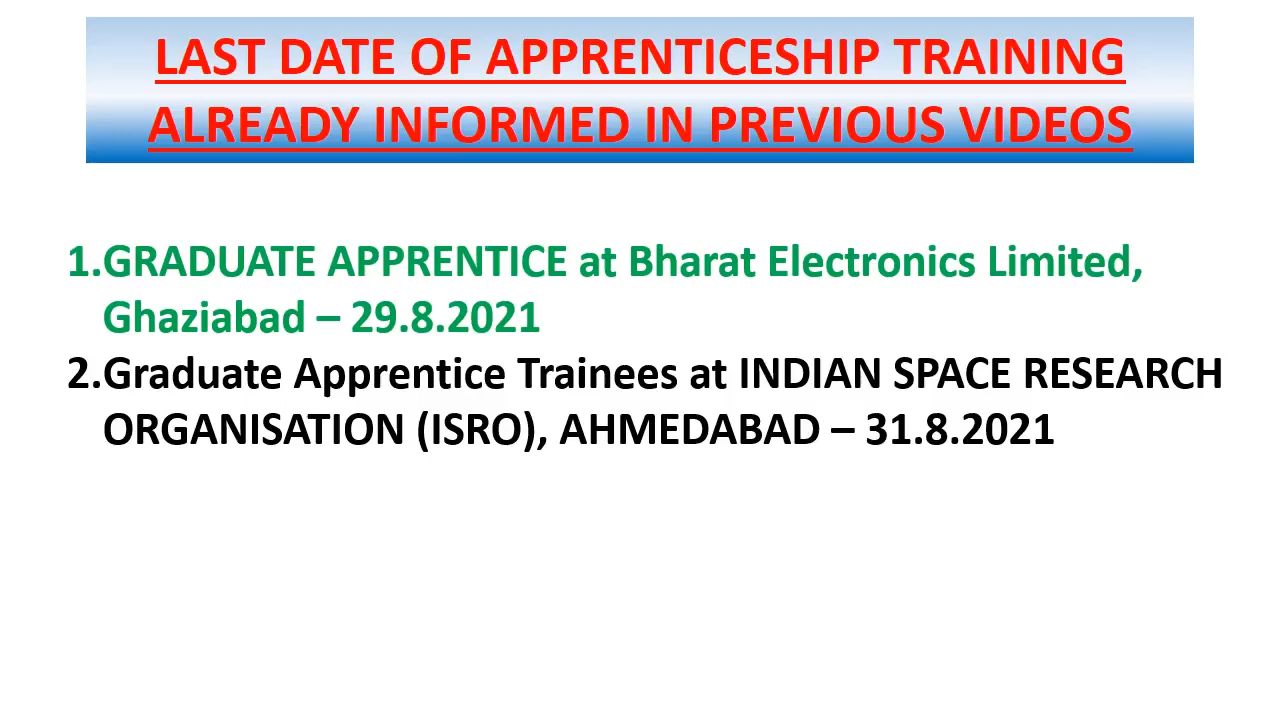 LAST DATE OF APPRENTICESHIP TRAINING
ALREADY INFORMED IN PREVIOUS VIDEOS
1.GRADUATE APPRENTICE at Bharat Electronics Limited,
Ghaziabad – 29.8.2021
2.Graduate Apprentice Trainees at INDIAN SPACE RESEARCH
ORGANISATION (ISRO), AHMEDABAD – 31.8.2021